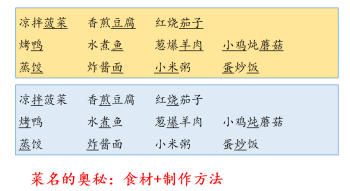 凉拌菠菜 香煎豆腐 红烧茄子
烤鸭 水煮鱼 葱爆羊肉 小鸡炖蘑菇
蒸饺 炸酱面 小米粥 蛋炒饭
凉拌菠菜 香煎豆腐 红烧茄子
烤鸭 水煮鱼 葱爆羊肉 小鸡炖蘑菇
蒸饺 炸酱面 小米粥 蛋炒饭
菜名的奥秘：食材+制作方法